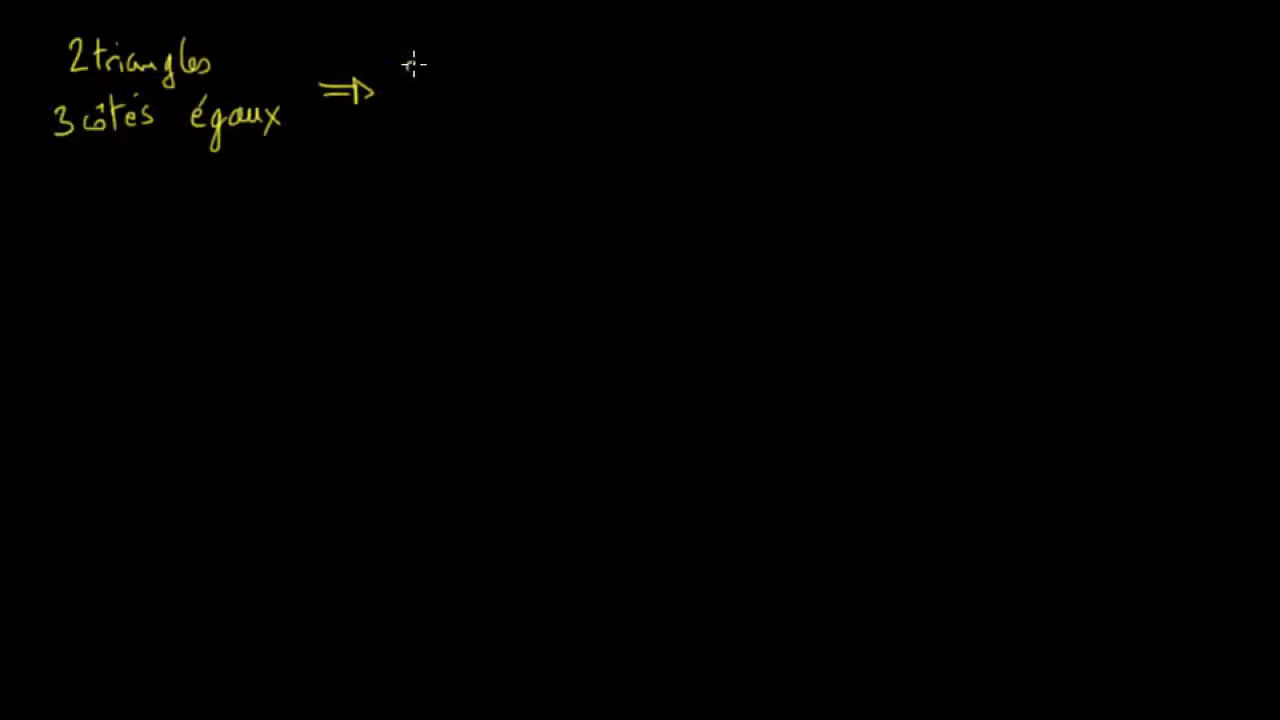 2 triangles
3 côtés égaux ⇒